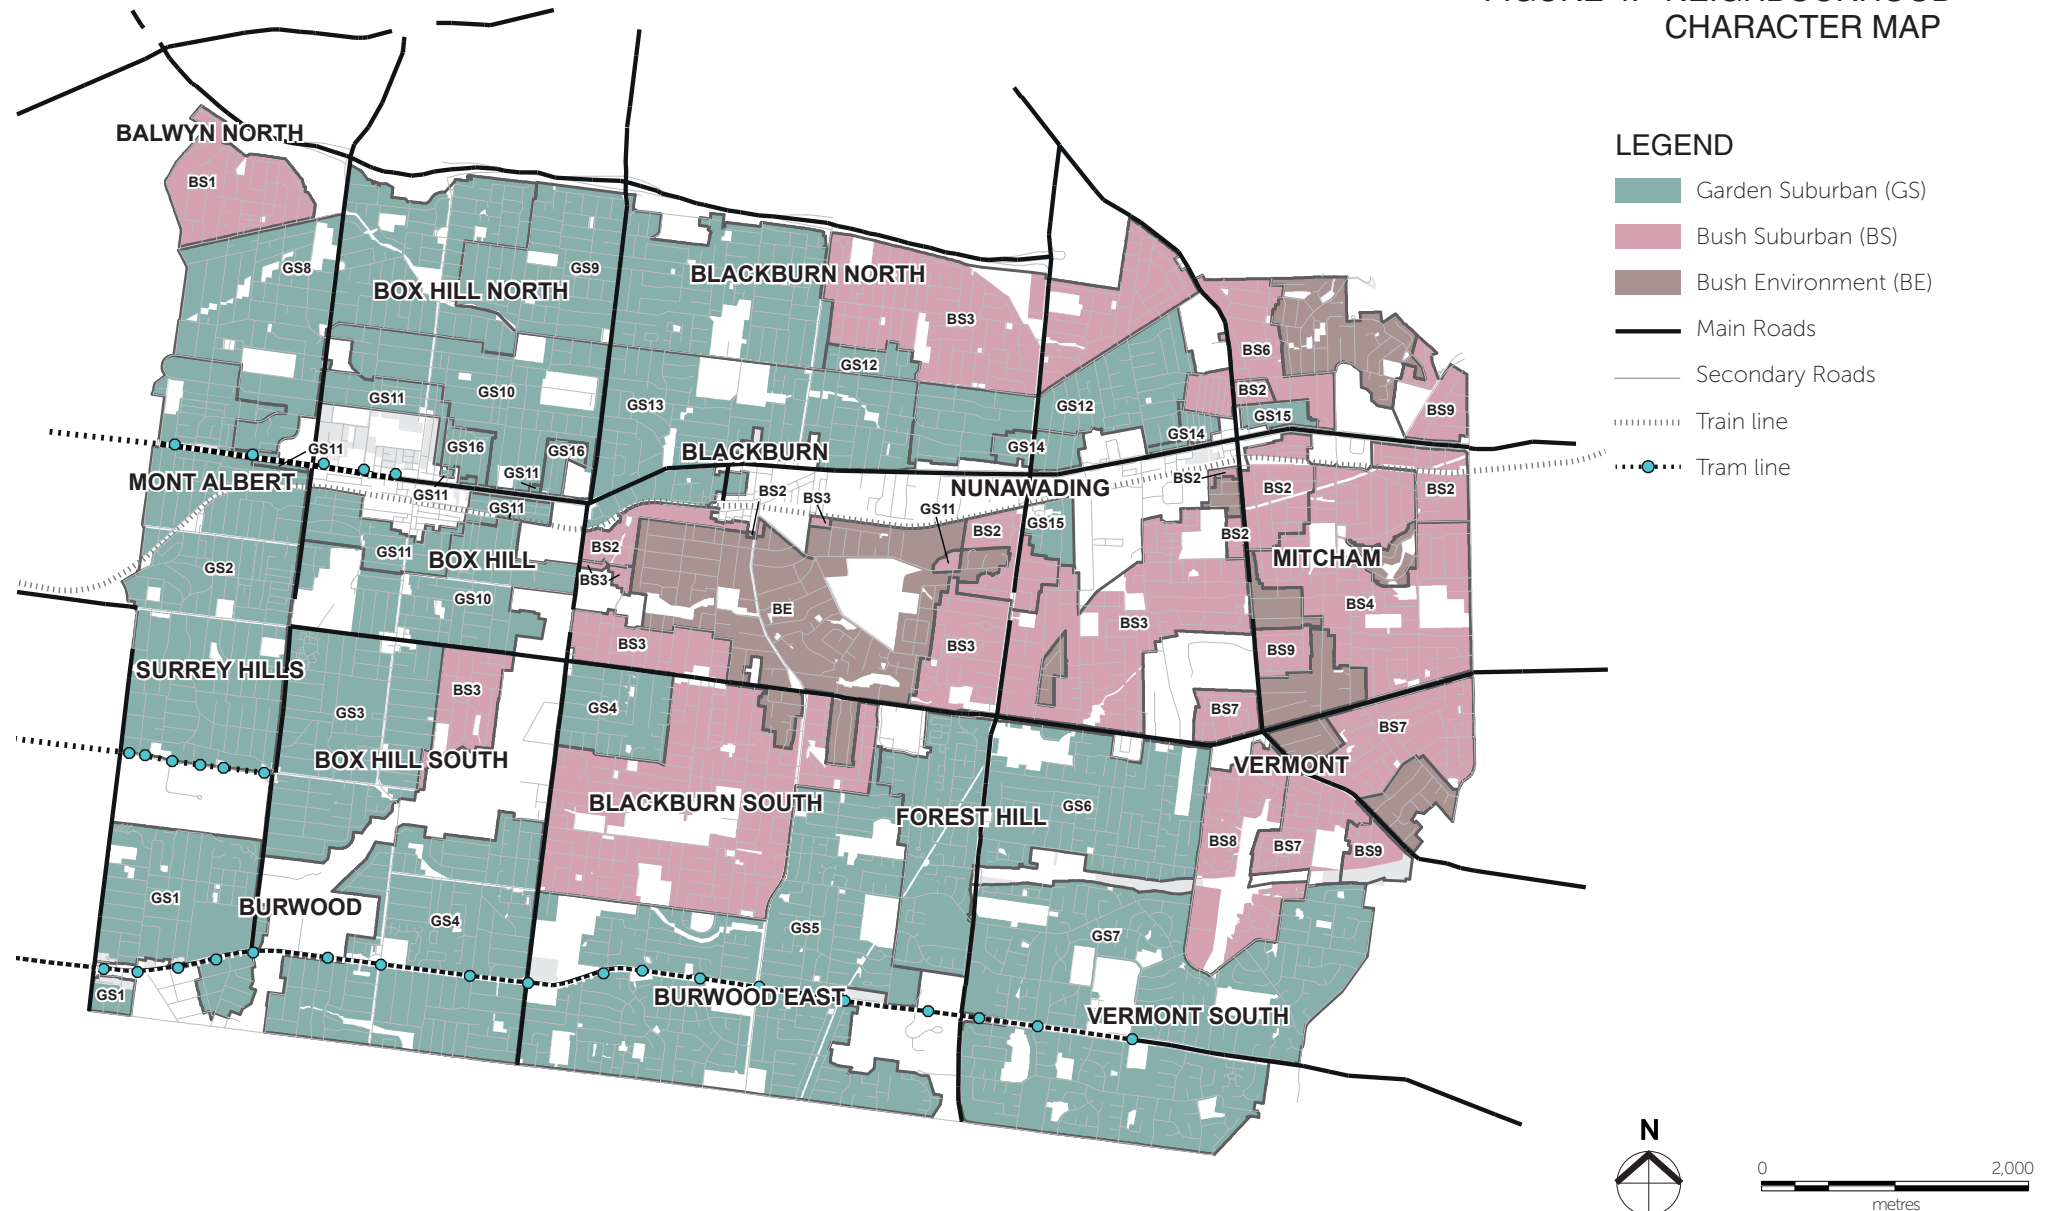 FIGURE 4: NEIGHBOURHOOD
CHARACTER MAP
LEGEND
Garden Suburban (GS)
Bush Suburban (BS)
Bush Environment (BE)
Main Roads
Secondary Roads
Train line
Tram line
BALWYN NORTH
BS1
GS8
GS9
BOX HILL NORTH
BLACKBURN NORTH
BS3
BS6
GS12
BS2
GS11
GS10
GS13
GS12
BS9
GS15
GS16
GS14
GS14
GS11
GS16
BLACKBURN
GS11
MONT ALBERT
GS11
NUNAWADING
BS2
BS2
BS2
BS2
BS3
GS11
GS11
GS15
BS2
BS2
BS2
GS11
BOX HILL
MITCHAM
GS2
BS3
GS10
BE
BS4
BS3
BS3
BS3
BS9
SURREY HILLS
BS3
GS3
GS4
BS7
BS7
BOX HILL SOUTH
VERMONT
BLACKBURN SOUTH
GS6
FOREST HILL
BS8
BS7
BS9
GS1
BURWOOD
GS4
GS5
GS7
GS1
BURWOOD EAST
VERMONT SOUTH
N
0
2,000
metres